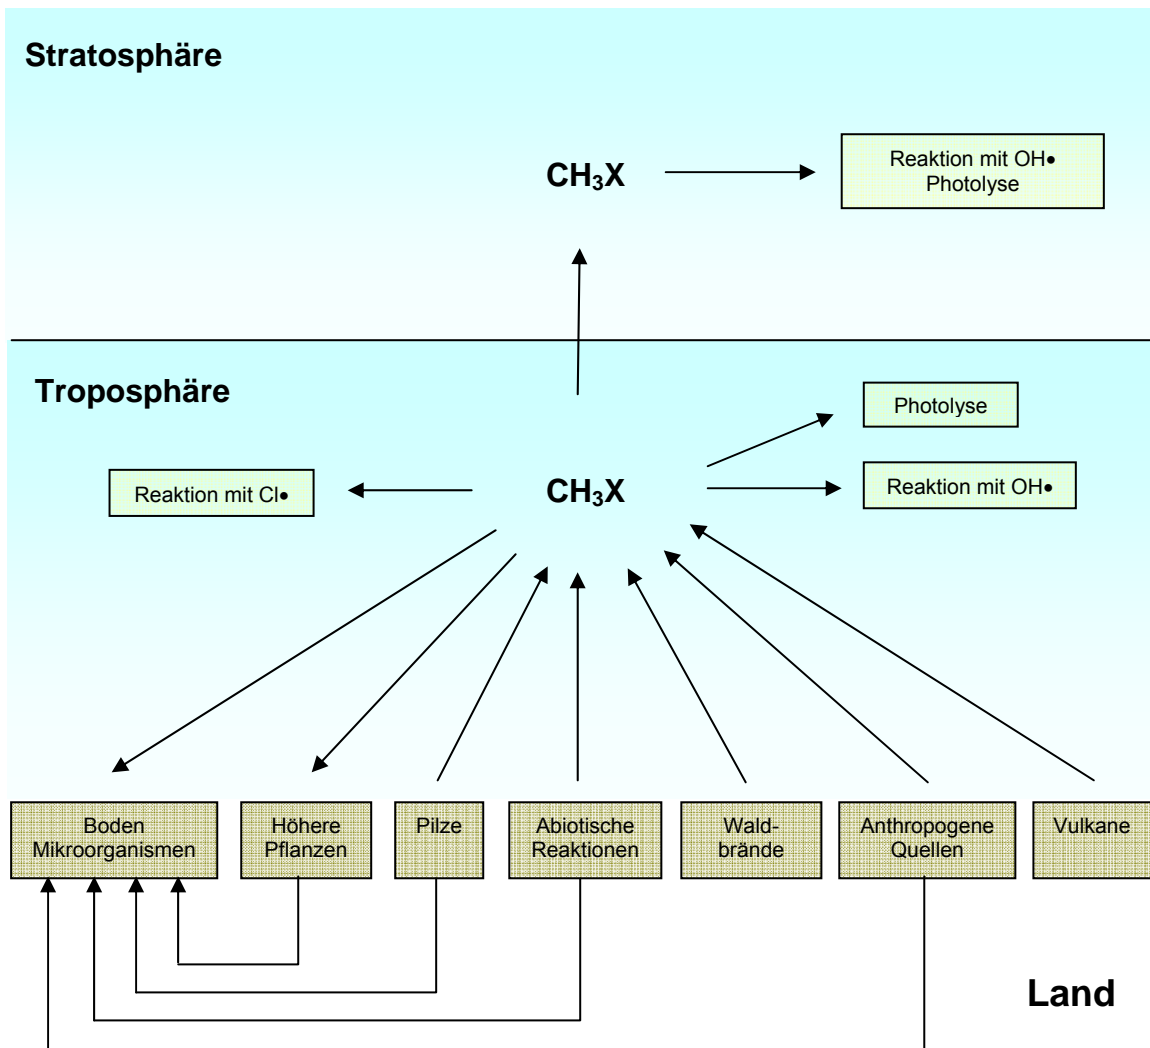 Stratosphäre
Reaktion mit OH●
Photolyse
CH₃X
Troposphäre
Photolyse
Reaktion mit Cl●
CH₃X
Reaktion mit OH●
Boden
Mikroorganismen
Höhere
Pflanzen
Pilze
Abiotische
Reaktionen
Wald-
brände
Anthropogene
Quellen
Vulkane
Land